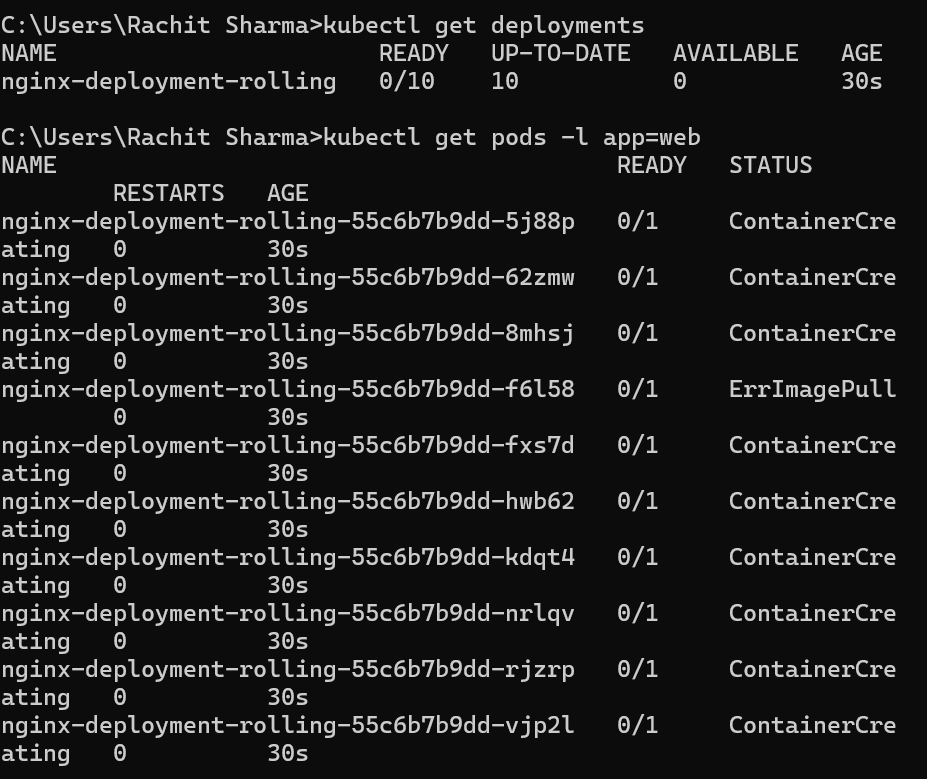 C:\Users\Rachit Sharma>kubectl get deployments
NAME                       READY   UP-TO-DATE   AVAILABLE   AGE
nginx-deployment-rolling   0/10    10           0           30s

C:\Users\Rachit Sharma>kubectl get pods -l app=web
NAME                                        READY   STATUS
        RESTARTS   AGE
nginx-deployment-rolling-55c6b7b9dd-5j88p   0/1     ContainerCre
ating   0          30s
nginx-deployment-rolling-55c6b7b9dd-62zmw   0/1     ContainerCre
ating   0          30s
nginx-deployment-rolling-55c6b7b9dd-8mhsj   0/1     ContainerCre
ating   0          30s
nginx-deployment-rolling-55c6b7b9dd-f6l58   0/1     ErrImagePull
        0          30s
nginx-deployment-rolling-55c6b7b9dd-fxs7d   0/1     ContainerCre
ating   0          30s
nginx-deployment-rolling-55c6b7b9dd-hwb62   0/1     ContainerCre
ating   0          30s
nginx-deployment-rolling-55c6b7b9dd-kdqt4   0/1     ContainerCre
ating   0          30s
nginx-deployment-rolling-55c6b7b9dd-nrlqv   0/1     ContainerCre
ating   0          30s
nginx-deployment-rolling-55c6b7b9dd-rjzrp   0/1     ContainerCre
ating   0          30s
nginx-deployment-rolling-55c6b7b9dd-vjp2l   0/1     ContainerCre
ating   0          30s